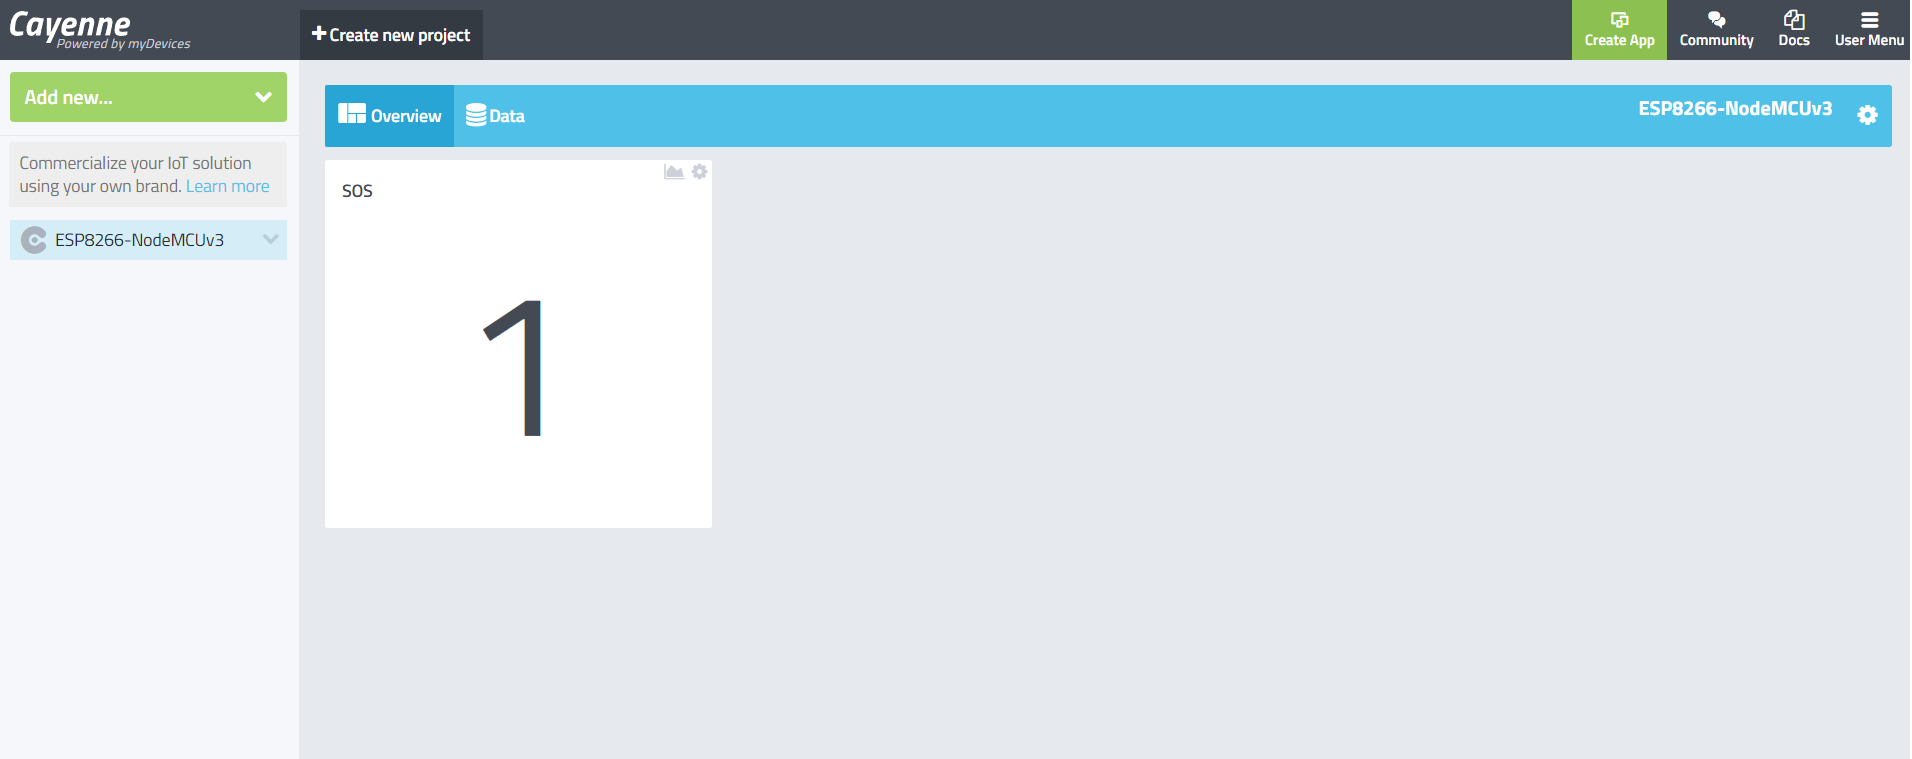 Cayenne
Powered by myDevices
Create new project
Create App
Community
Docs
User Menu
Add new...
Commercialize your IoT solution
using your own brand. Learn more
ESP8266-NodeMCUv3
Overview
Data
ESP8266-NodeMCUv3
SOS
1